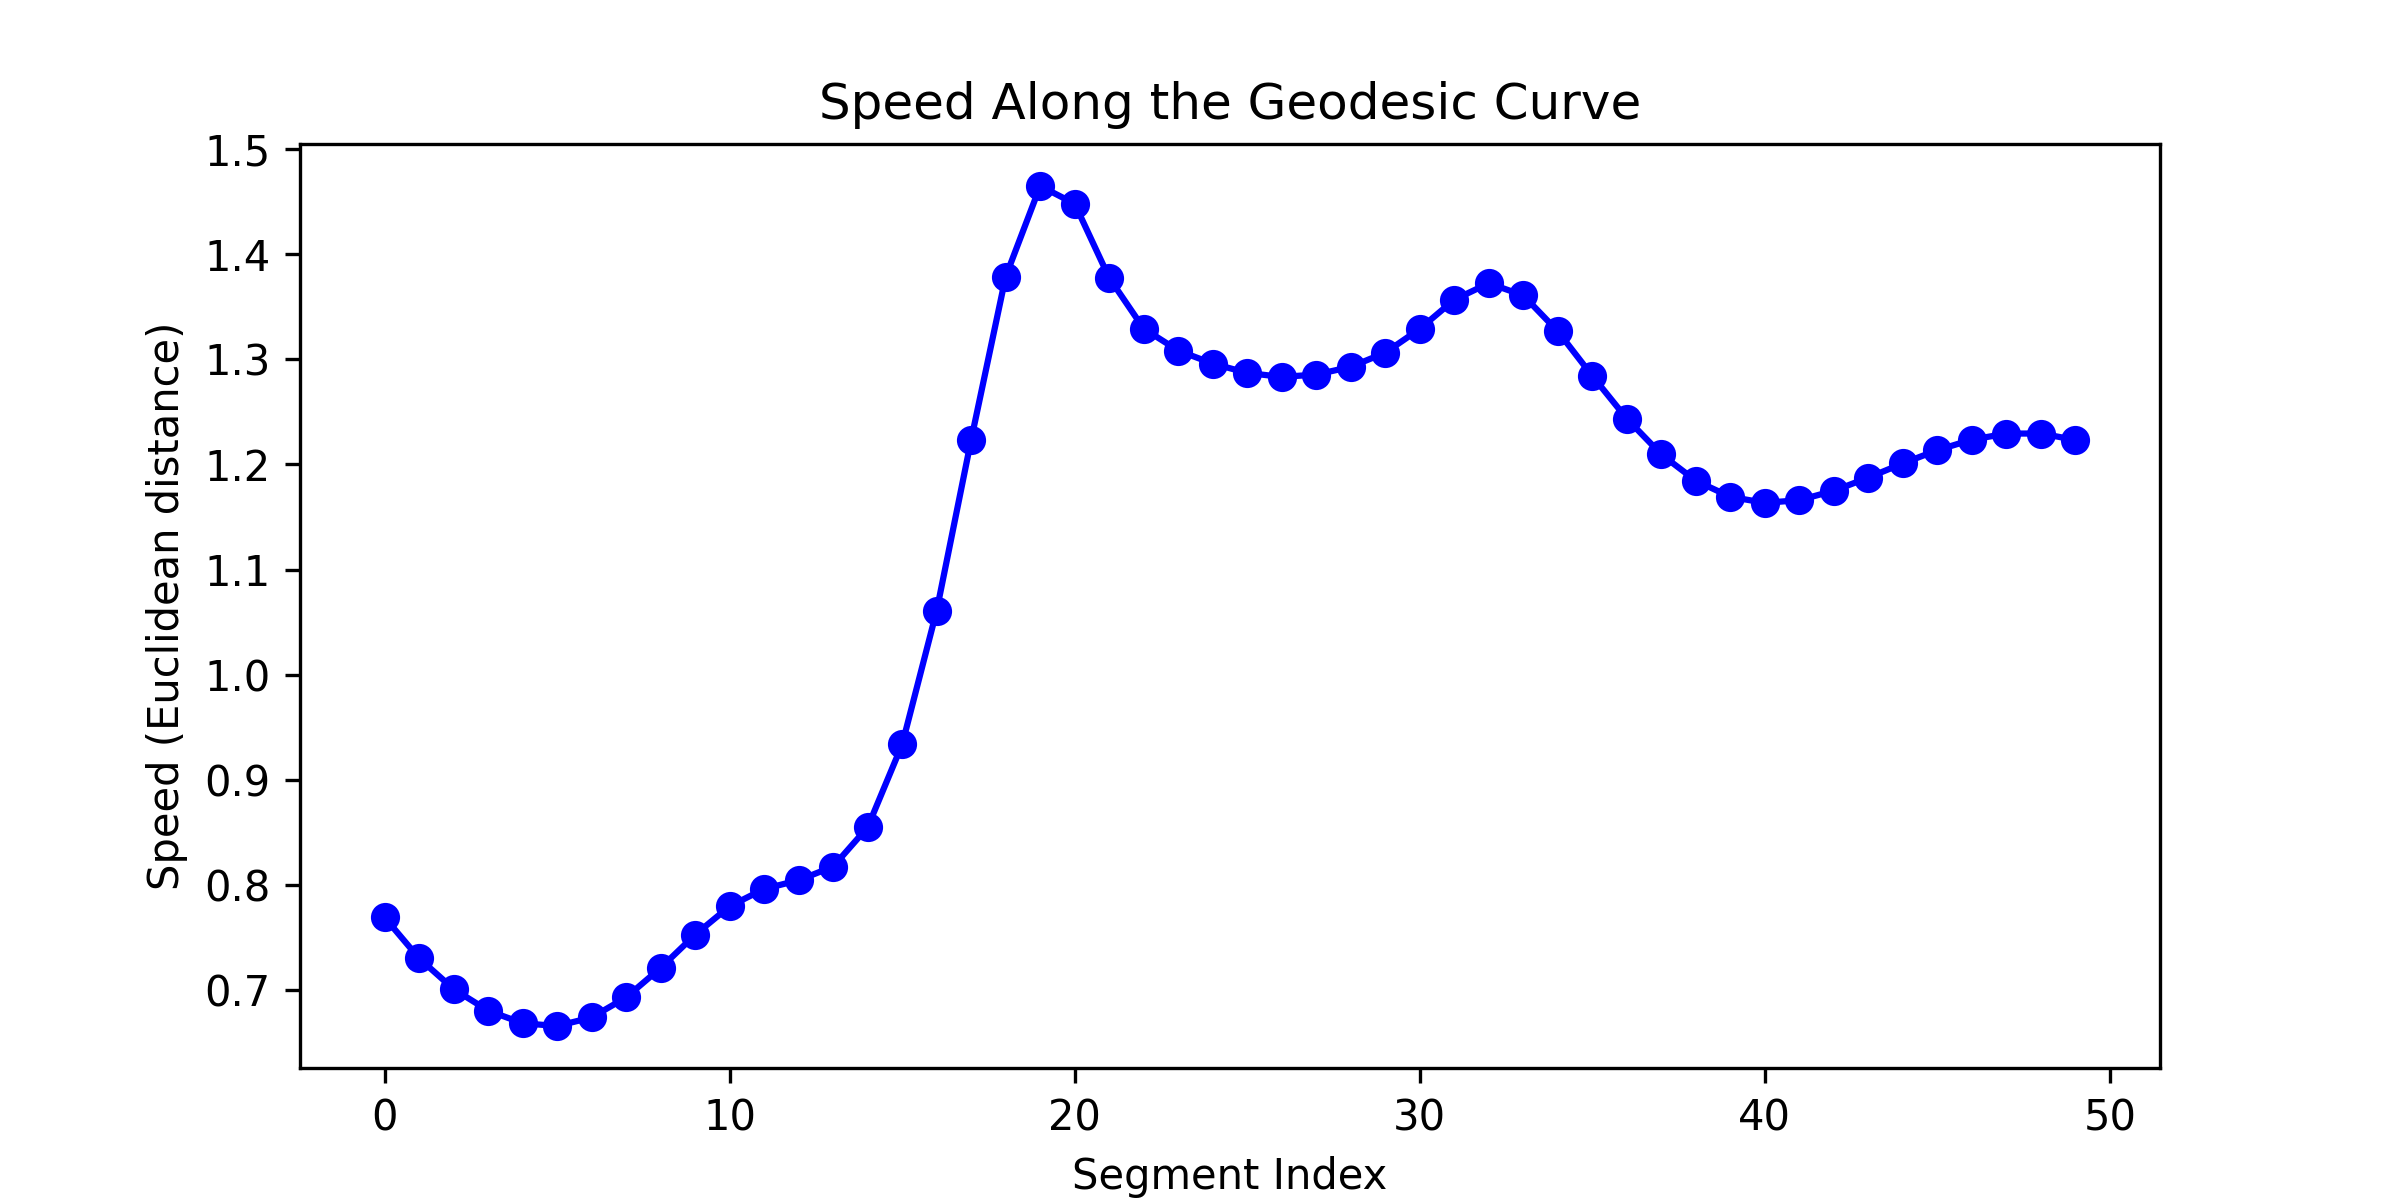 Speed Along the Geodesic Curve
1.5
1.4
1.3
1.2
1.1
1.0
0.9
0.8
0.7
Speed (Euclidean distance)
0 10 20 30 40 50
Segment Index